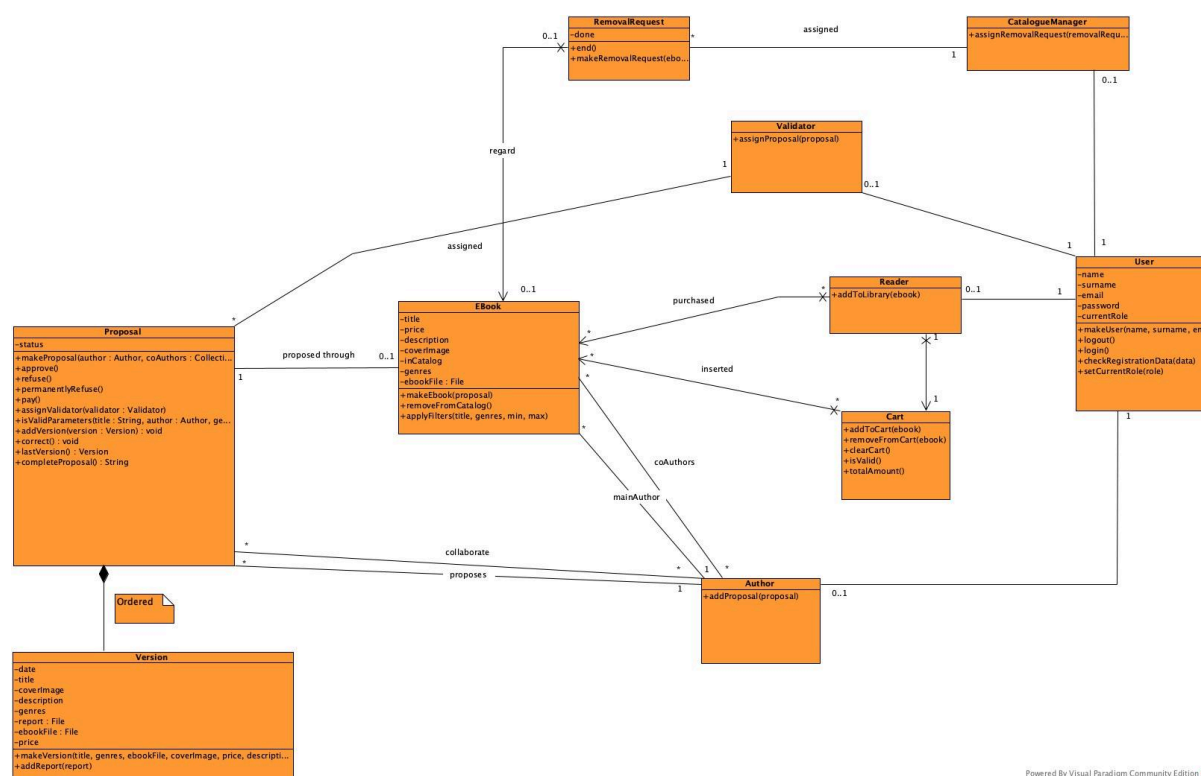 RemovalRequest
-done
+end()
+makeRemovalRequest(ebo...
CatalogueManager
+assignRemovalRequest(removalRequ...
0..1
*
assigned
1
0..1
regard
Validator
+assignProposal(proposal)
1
0..1
assigned
1
1
User
-name
-surname
-email
-password
-currentRole
+makeUser(name, surname, em
+logout()
+login()
+checkRegistrationData(data)
+setCurrentRole(role)
Reader
+addToLibrary(ebook)
0..1
1
purchased
*
*
0..1
EBook
-title
-price
-description
-coverImage
-inCatalog
-genres
-ebookFile : File
+makeEbook(proposal)
+removeFromCatalog()
+applyFilters(title, genres, min, max)
*
Proposal
-status
+makeProposal(author : Author, coAuthors : Collecti...
+approve()
+refuse()
+permanentlyRefuse()
+pay()
+assignValidator(validator : Validator)
+isValidParameters(title : String, author : Author, ge...
+addVersion(version : Version) : void
+correct() : void
+lastVersion() : Version
+completeProposal() : String
proposed through
0..1
1
*
inserted
*
1
1
Cart
+addToCart(ebook)
+removeFromCart(ebook)
+clearCart()
+isValid()
+totalAmount()
*
*
coAuthors
mainAuthor
1
*
collaborate
*
proposes
*
*
1
1
0..1
Author
+addProposal(proposal)
Ordered
Version
-date
-title
-coverImage
-description
-genres
-report : File
-ebookFile : File
-price
+makeVersion(title, genres, ebookFile, coverImage, price, descripti...
+addReport(report)
Powered By Visual Paradigm Community Edition